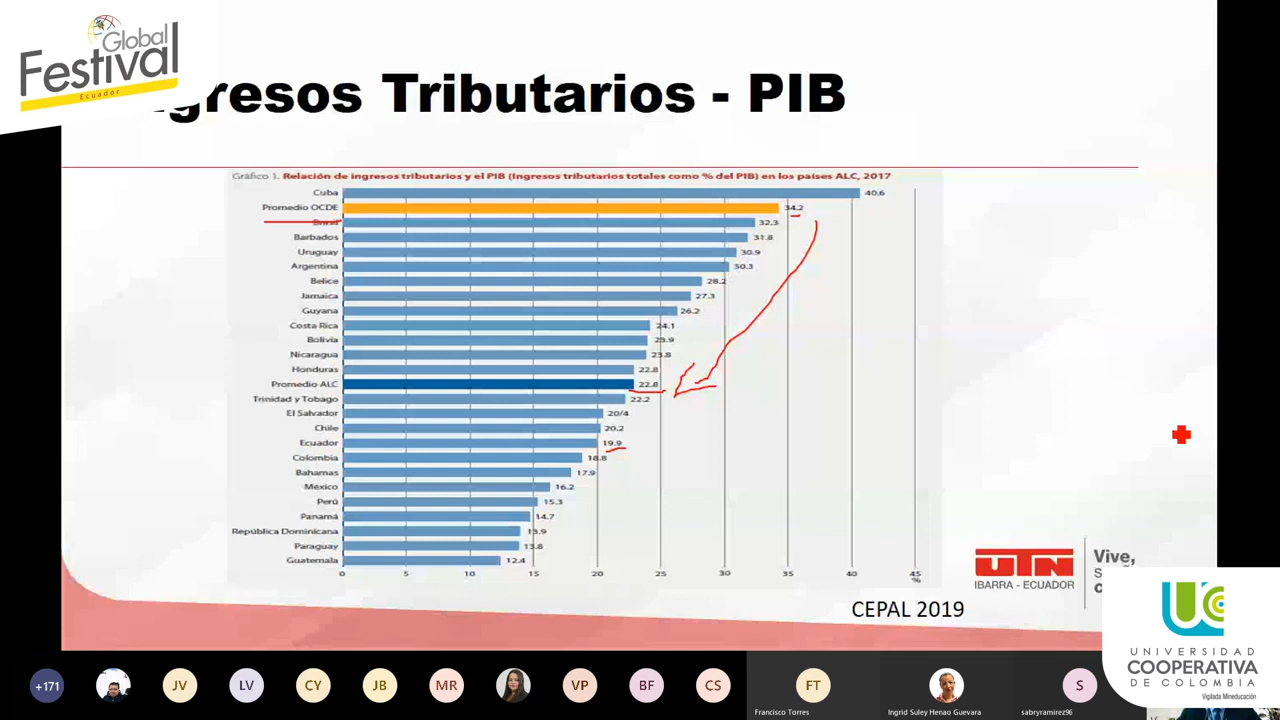 Global
Festival
Ecuador
gresos Tributarios - PIB
Gráfico 1. Relación de ingresos tributarios y el PIB (Ingresos tributarios totales como % del PIB) en los países ALC, 2017
Cuba 40.6
Promedio OCDE 34.2
Brasil 32.3
Barbados 31.8
Uruguay 30.9
Argentina 30.3
Belice 28.2
Jamaica 27.3
Guyana 26.2
Costa Rica 24.1
Bolivia 23.9
Nicaragua 23.8
Honduras 22.8
Promedio ALC 22.8
Trinidad y Tobago 22.2
El Salvador 20/4
Chile 20.2
Ecuador 19.9
Colombia 18.8
Bahamas 17.9
México 16.2
Perú 15.3
Panamá 14.7
República Dominicana 13.9
Paraguay 13.8
Guatemala 12.4
0 5 10 15 20 25 30 35 40 45
%
CEPAL 2019
UTN
IBARRA - ECUADOR
Vive,
UC
UNIVERSIDAD
COOPERATIVA
DE COLOMBIA
Vigilada Mineducación
+171 JV LV CY JB MR VP BF CS FT S
Francisco Torres Ingrid Suley Henao Guevara sabryramirez96